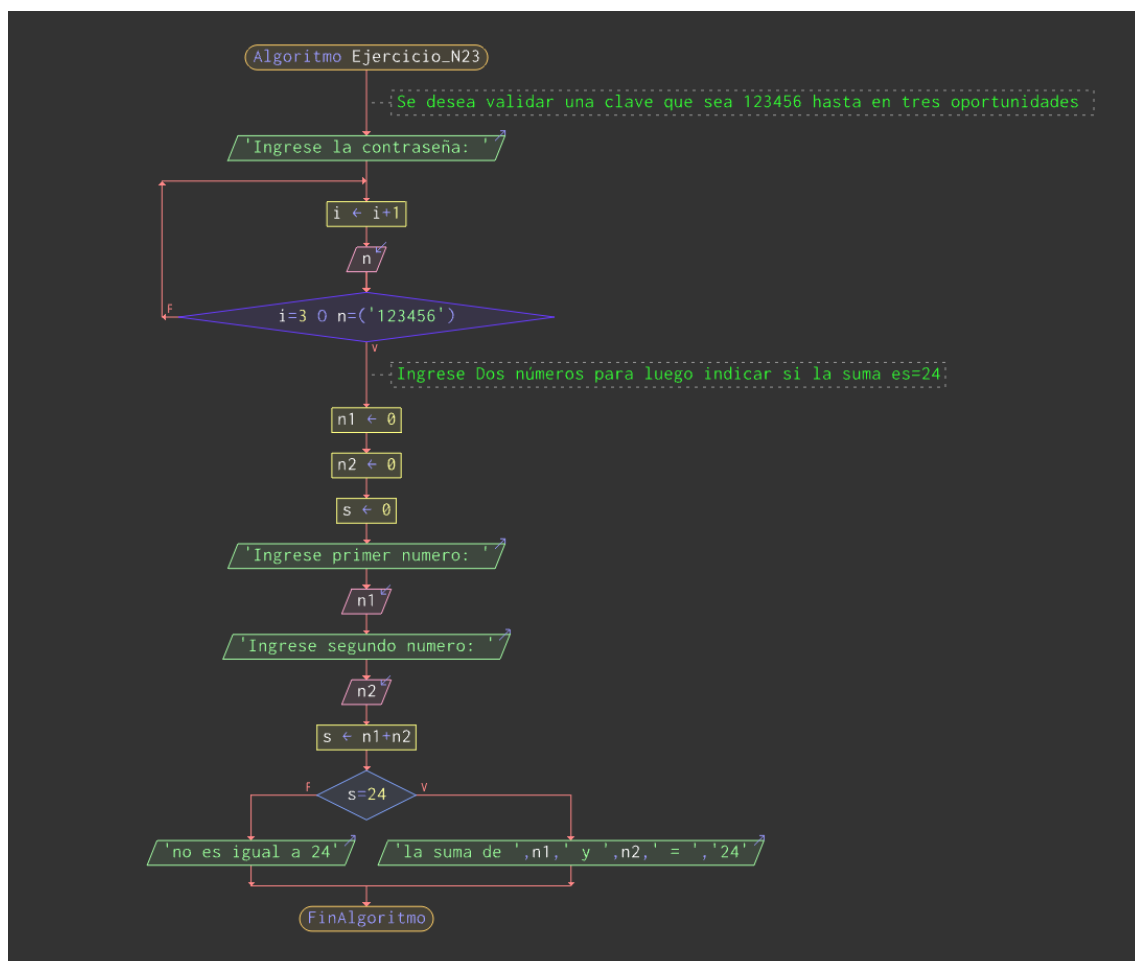 Algoritmo Ejercicio_N23
Se desea validar una clave que sea 123456 hasta en tres oportunidades
'Ingrese la contraseña: '
i ← i+1
n
F
i=3 O n=('123456')
V
Ingrese Dos números para luego indicar si la suma es=24
n1 ← 0
n2 ← 0
s ← 0
'Ingrese primer numero: '
n1
'Ingrese segundo numero: '
n2
s ← n1+n2
F
s=24
V
'no es igual a 24'
'la suma de ',n1,' y ',n2,' = ','24'
FinAlgoritmo